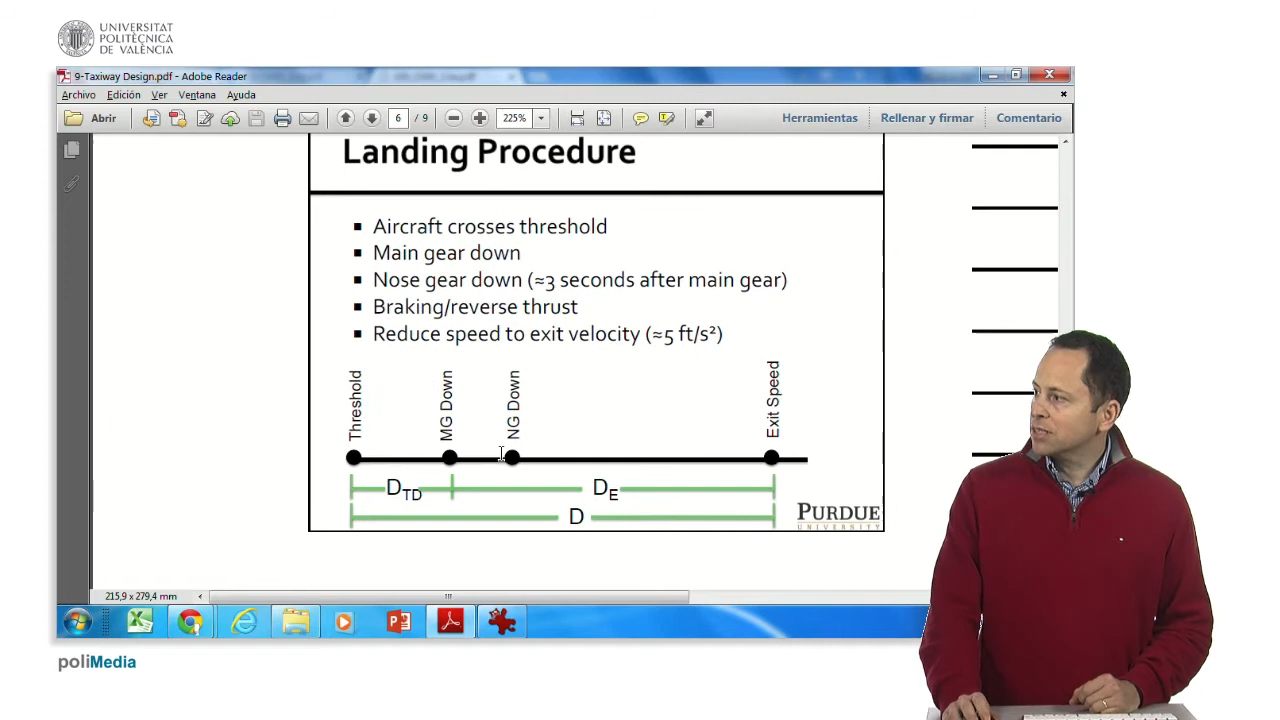 UNIVERSITAT
POLITÈCNICA
DE VALÈNCIA
9-Taxiway Design.pdf - Adobe Reader
Archivo Edición Ver Ventana Ayuda
Abrir 6 / 9 225% Herramientas Rellenar y firmar Comentario
Landing Procedure
▪ Aircraft crosses threshold
▪ Main gear down
▪ Nose gear down (≈3 seconds after main gear)
▪ Braking/reverse thrust
▪ Reduce speed to exit velocity (≈5 ft/s²)
Threshold
MG Down
NG Down
Exit Speed
D_TD D_E
D
PURDUE
UNIVERSITY
215,9 x 279,4 mm
poliMedia